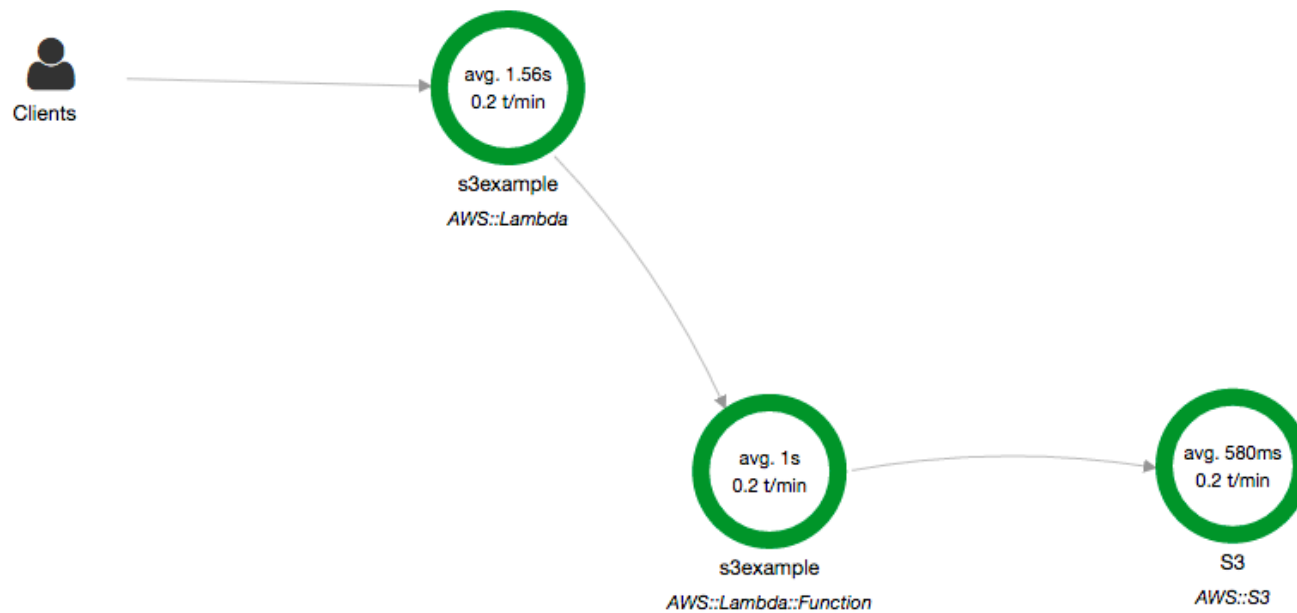 Clients
avg. 1.56s
0.2 t/min
s3example
AWS::Lambda
avg. 1s
0.2 t/min
s3example
AWS::Lambda::Function
avg. 580ms
0.2 t/min
S3
AWS::S3